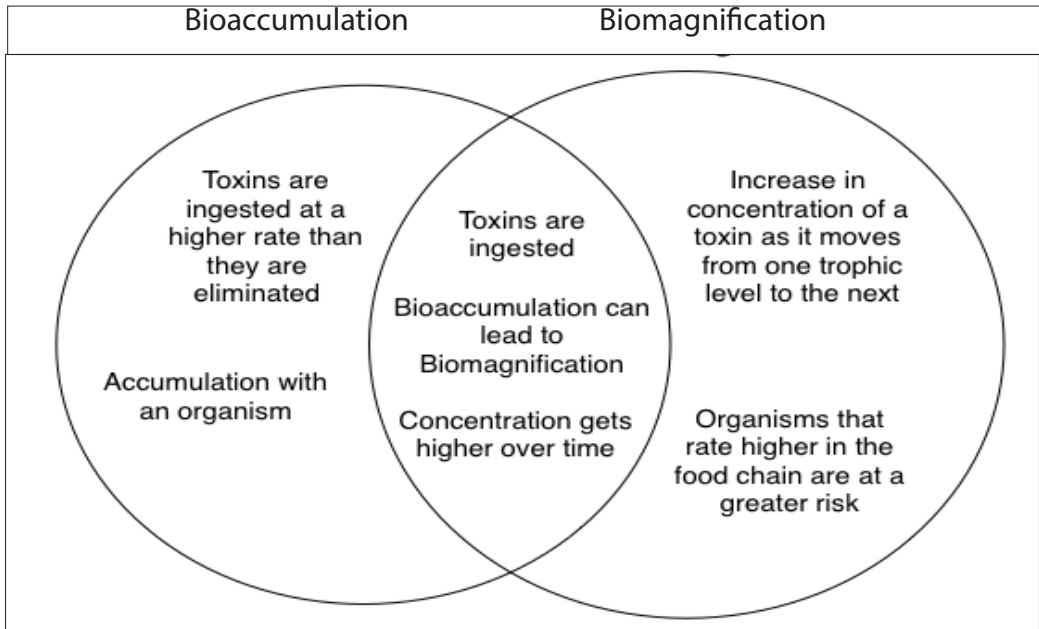 Bioaccumulation
Biomagnification
Toxins are
ingested at a
higher rate than
they are
eliminated
Accumulation with
an organism
Toxins are
ingested
Bioaccumulation can
lead to
Biomagnification
Concentration gets
higher over time
Increase in
concentration of a
toxin as it moves
from one trophic
level to the next
Organisms that
rate higher in the
food chain are at a
greater risk